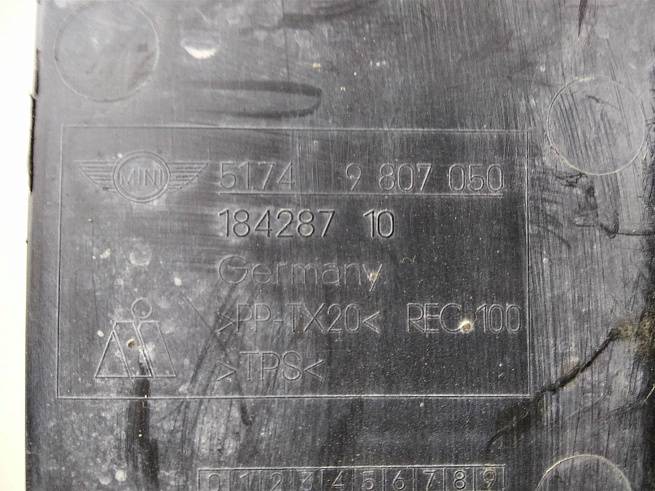 MINI 5174 9 807 050
184287 10
Germany
>PP-TX20< REC 100
>TPS<
0 1 2 3 4 5 6 7 8 9